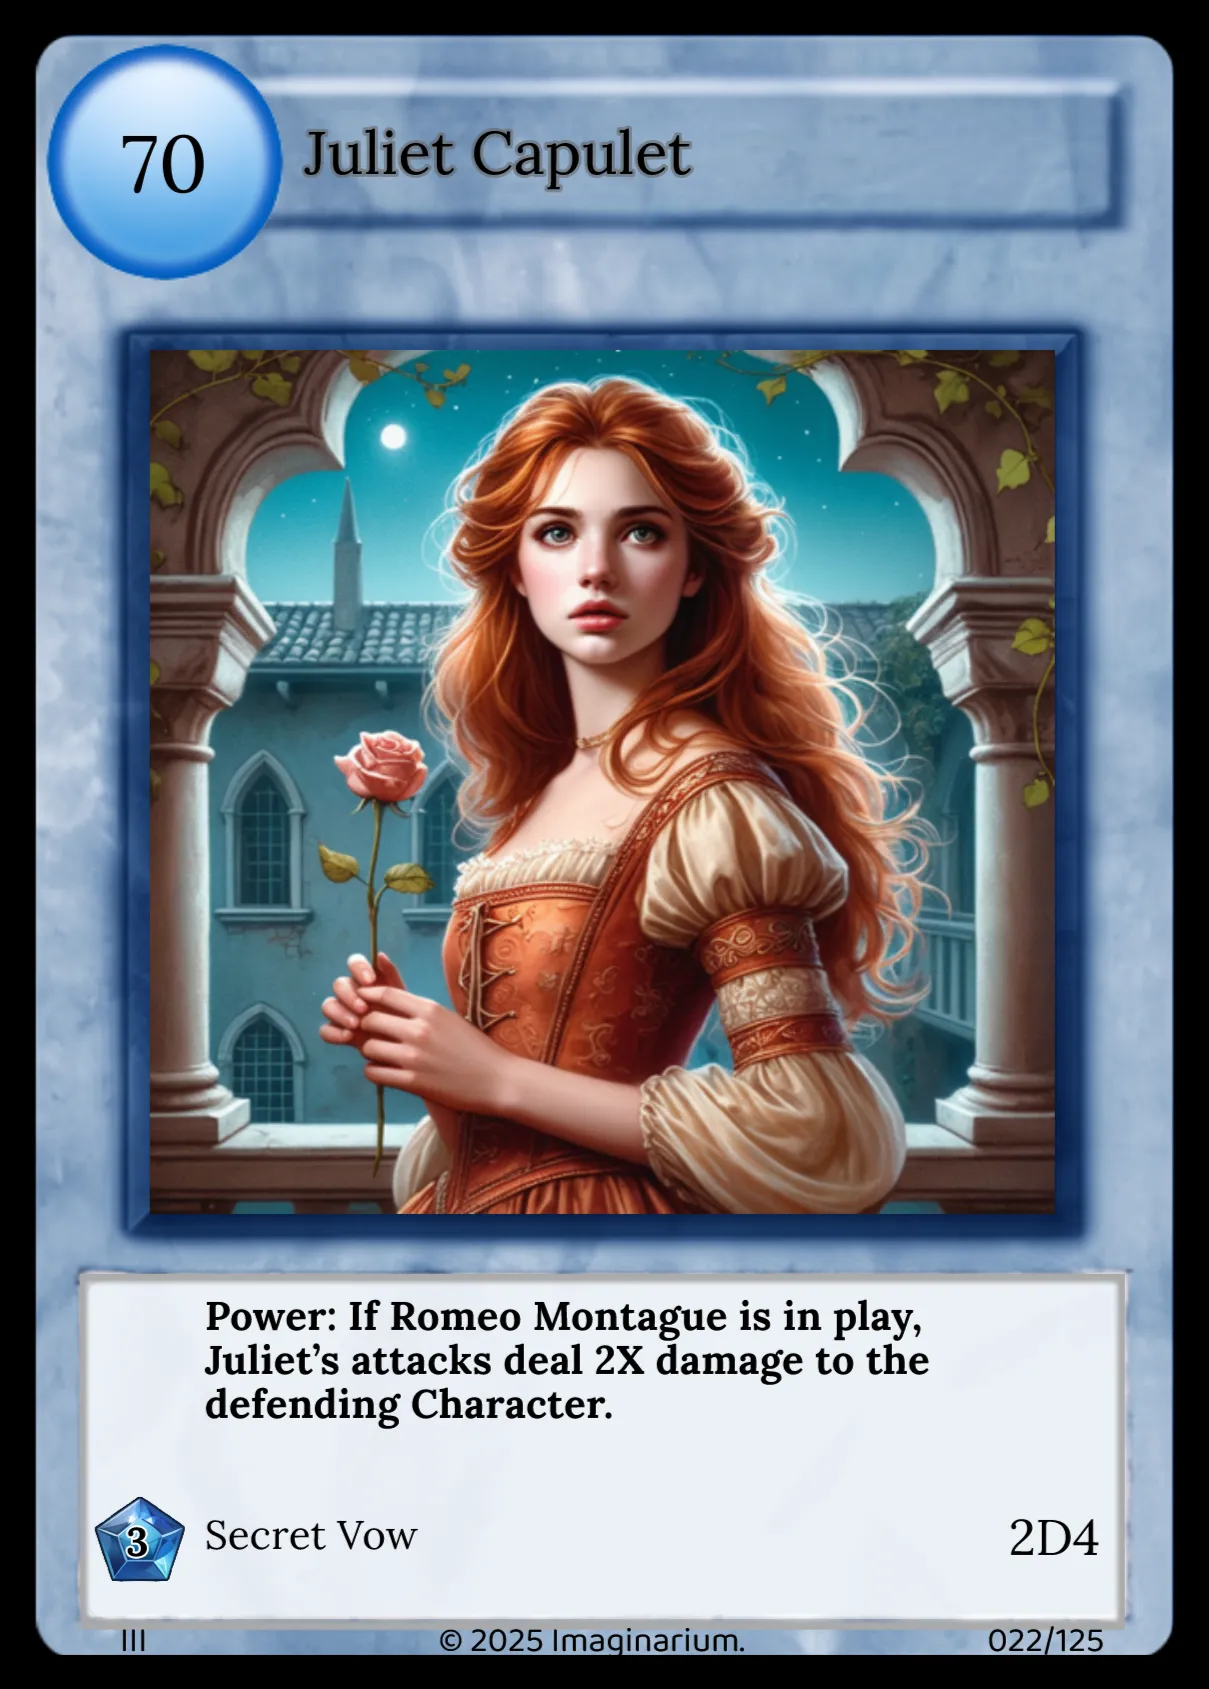 70
Juliet Capulet
Power: If Romeo Montague is in play,
Juliet’s attacks deal 2X damage to the
defending Character.
3 Secret Vow 2D4
III © 2025 Imaginarium. 022/125